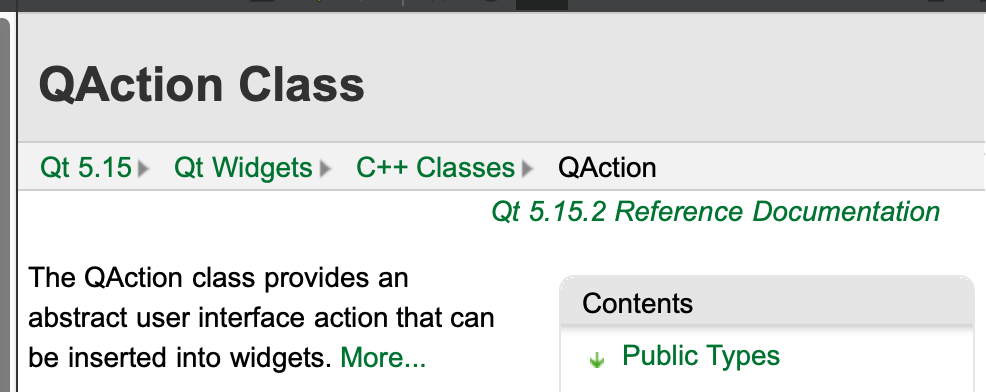 QAction Class
Qt 5.15 Qt Widgets C++ Classes QAction
Qt 5.15.2 Reference Documentation
The QAction class provides an
abstract user interface action that can
be inserted into widgets. More...
Contents
Public Types